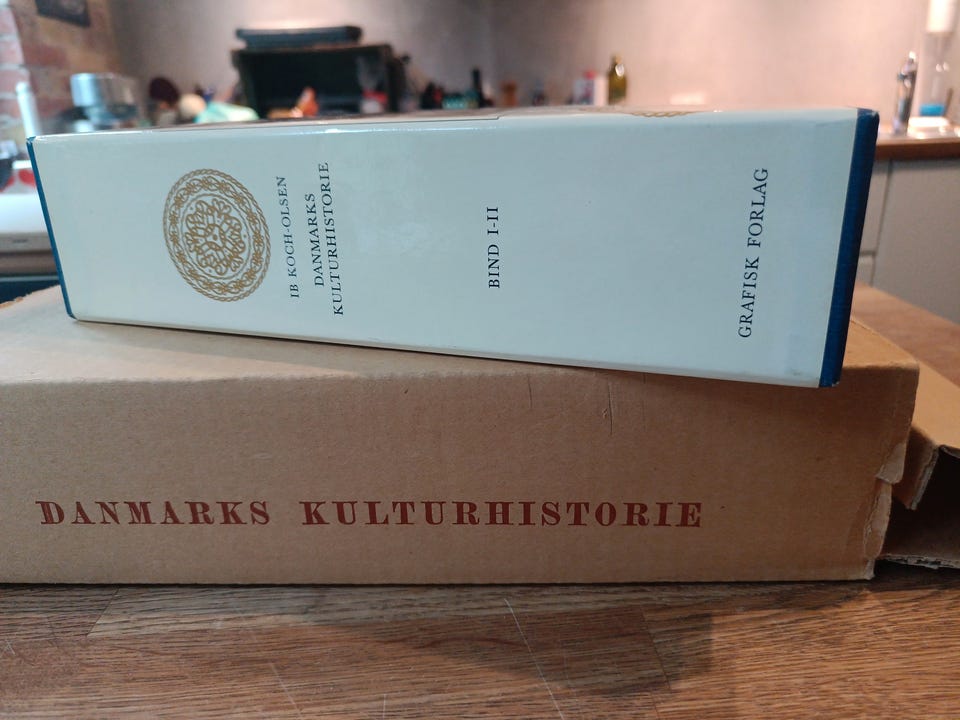 IB KOCH-OLSEN
DANMARKS
KULTURHISTORIE
BIND I-II
GRAFISK FORLAG
DANMARKS KULTURHISTORIE